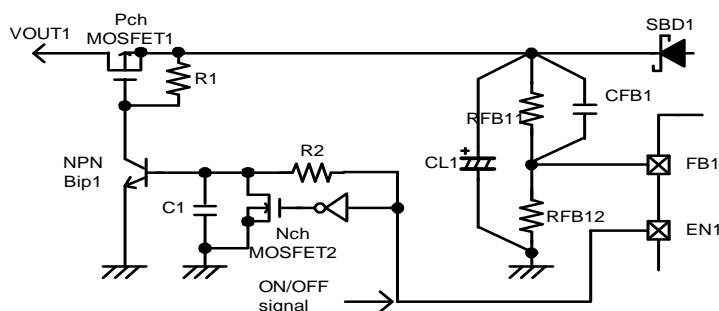 Pch
MOSFET1
VOUT1
SBD1
R1
CFB1
RFB11
R2
NPN
Bip1
CL1
+
FB1
C1
RFB12
Nch
MOSFET2
EN1
ON/OFF
signal